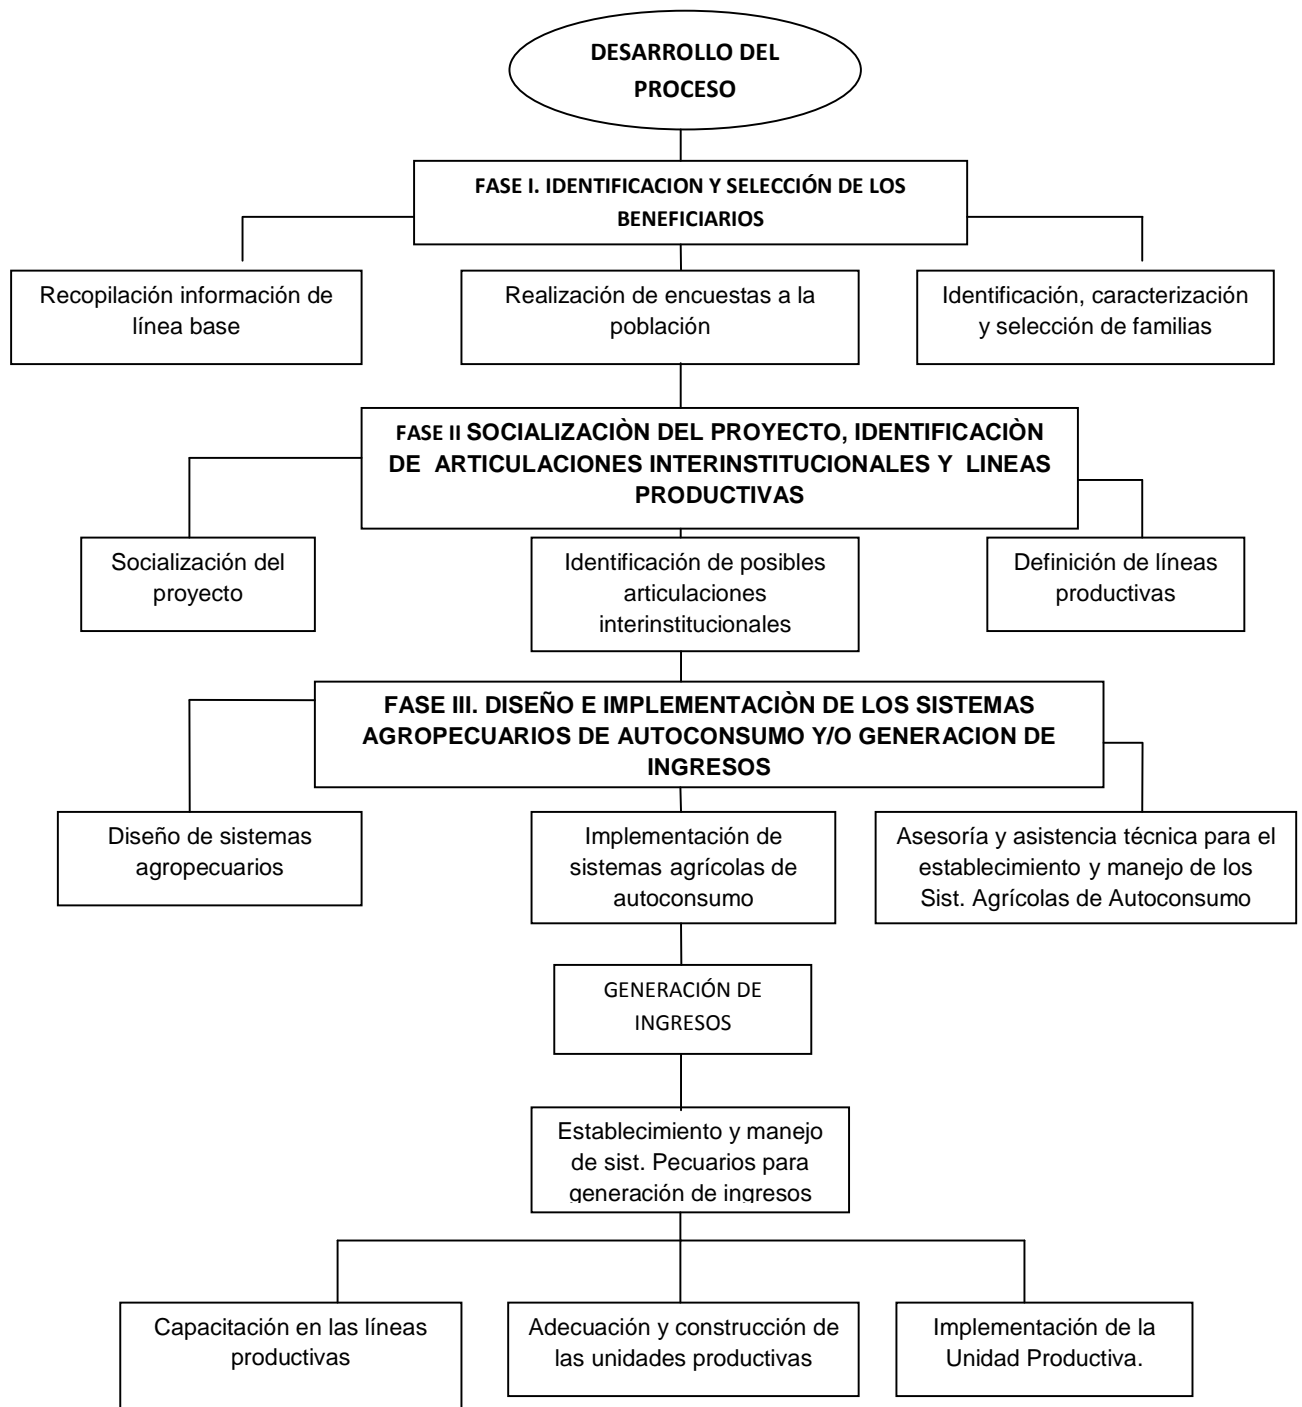 DESARROLLO DEL
PROCESO
FASE I. IDENTIFICACION Y SELECCIÓN DE LOS
BENEFICIARIOS
Recopilación información de
línea base
Realización de encuestas a la
población
Identificación, caracterización
y selección de familias
FASE II SOCIALIZACIÒN DEL PROYECTO, IDENTIFICACIÒN
DE ARTICULACIONES INTERINSTITUCIONALES Y LINEAS
PRODUCTIVAS
Socialización del
proyecto
Identificación de posibles
articulaciones
interinstitucionales
Definición de líneas
productivas
FASE III. DISEÑO E IMPLEMENTACIÒN DE LOS SISTEMAS
AGROPECUARIOS DE AUTOCONSUMO Y/O GENERACION DE
INGRESOS
Diseño de sistemas
agropecuarios
Implementación de
sistemas agrícolas de
autoconsumo
Asesoría y asistencia técnica para el
establecimiento y manejo de los
Sist. Agrícolas de Autoconsumo
GENERACIÓN DE
INGRESOS
Establecimiento y manejo
de sist. Pecuarios para
generación de ingresos
Capacitación en las líneas
productivas
Adecuación y construcción de
las unidades productivas
Implementación de la
Unidad Productiva.